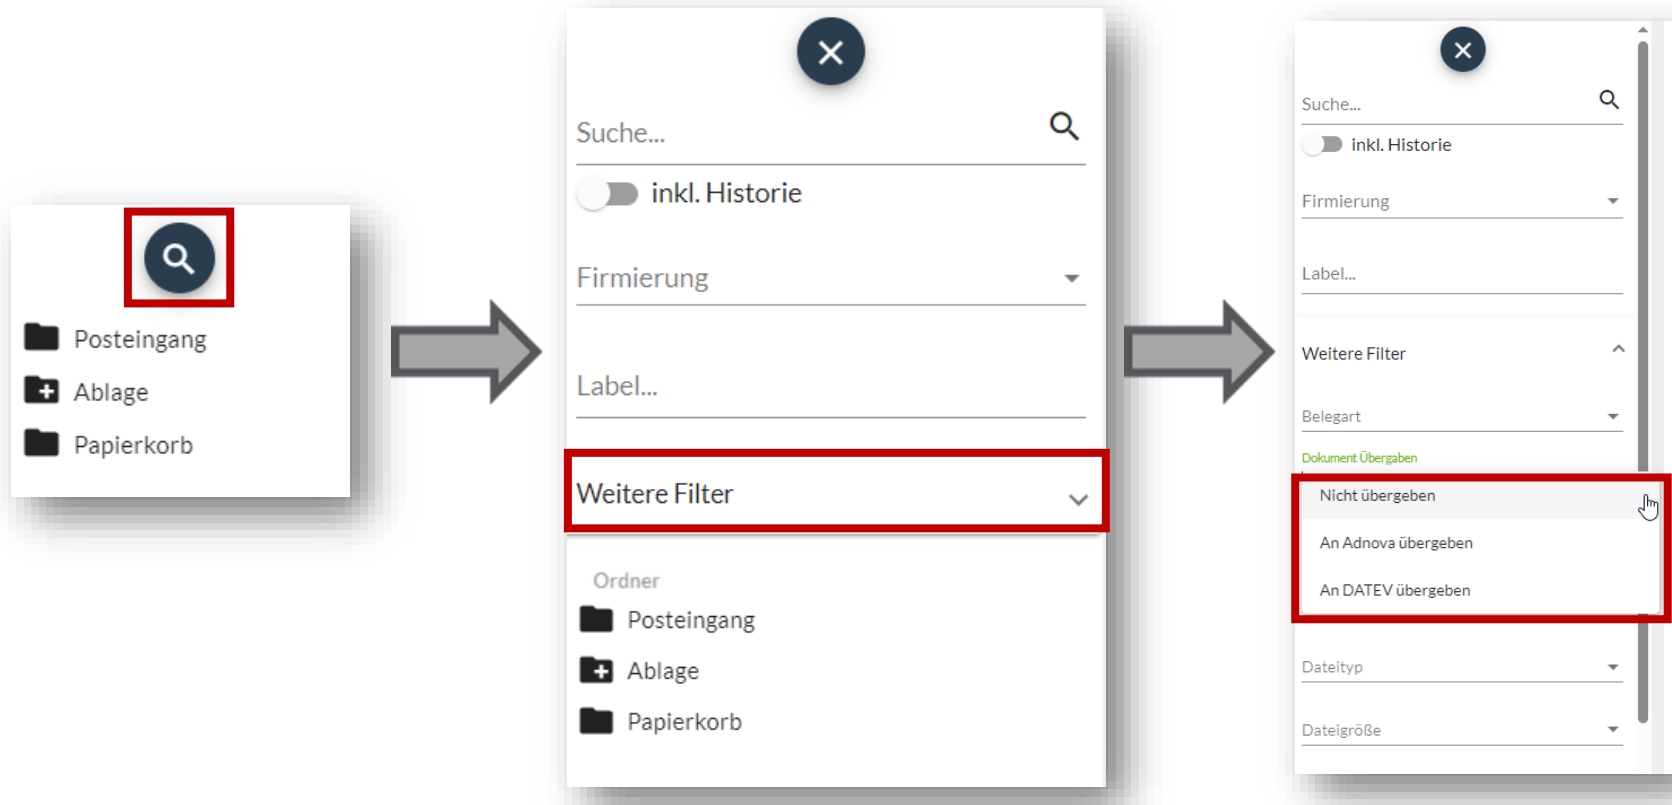 Posteingang
Ablage
Papierkorb
Suche...
inkl. Historie
Firmierung
Label...
Weitere Filter
Ordner
Posteingang
Ablage
Papierkorb
Suche...
inkl. Historie
Firmierung
Label...
Weitere Filter
Belegart
Dokument Übergaben
Nicht übergeben
An Adnova übergeben
An DATEV übergeben
Dateityp
Dateigröße